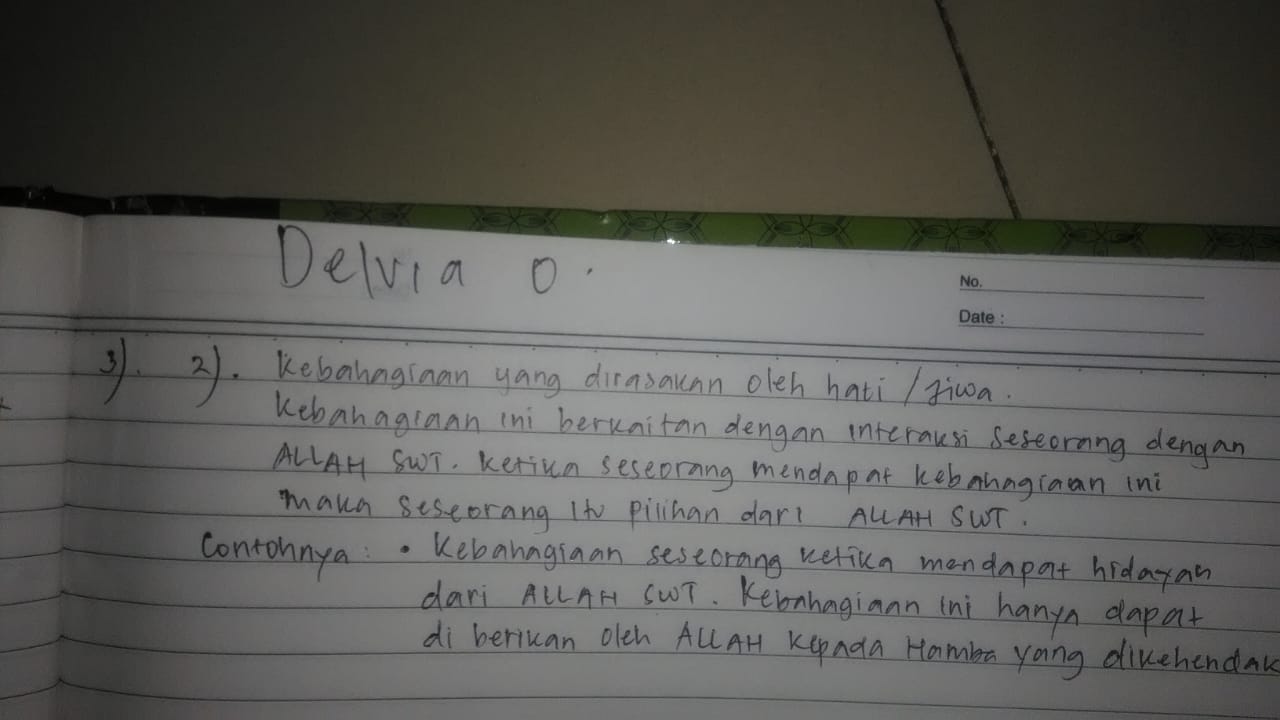 Delvia O.
No.
Date :
3). 2). Kebahagiaan yang dirasakan oleh hati / jiwa.
Kebahagiaan ini berkaitan dengan interaksi seseorang dengan
ALLAH SWT. Ketika seseorang mendapat kebahagiaan ini
maka seseorang itu pilihan dari ALLAH SWT.
Contohnya : • Kebahagiaan seseorang ketika mendapat hidayah
dari ALLAH SWT. Kebahagiaan ini hanya dapat
di berikan oleh ALLAH kepada Hamba yang dikehendak